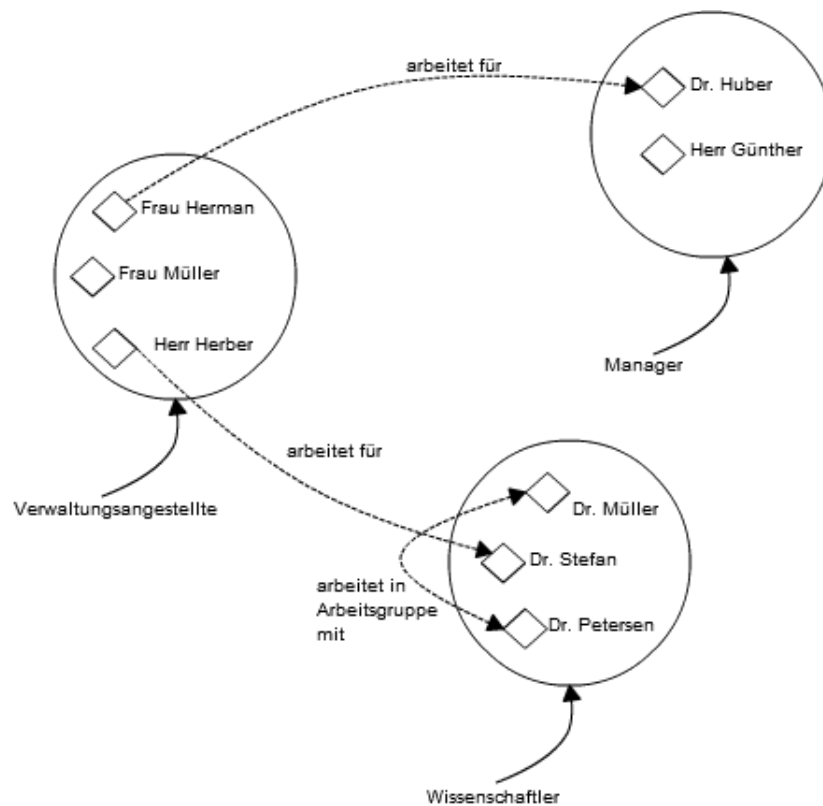 arbeitet für
Dr. Huber
Herr Günther
Frau Herman
Frau Müller
Herr Herber
Manager
arbeitet für
Verwaltungsangestellte
Dr. Müller
Dr. Stefan
arbeitet in
Arbeitsgruppe
mit
Dr. Petersen
Wissenschaftler